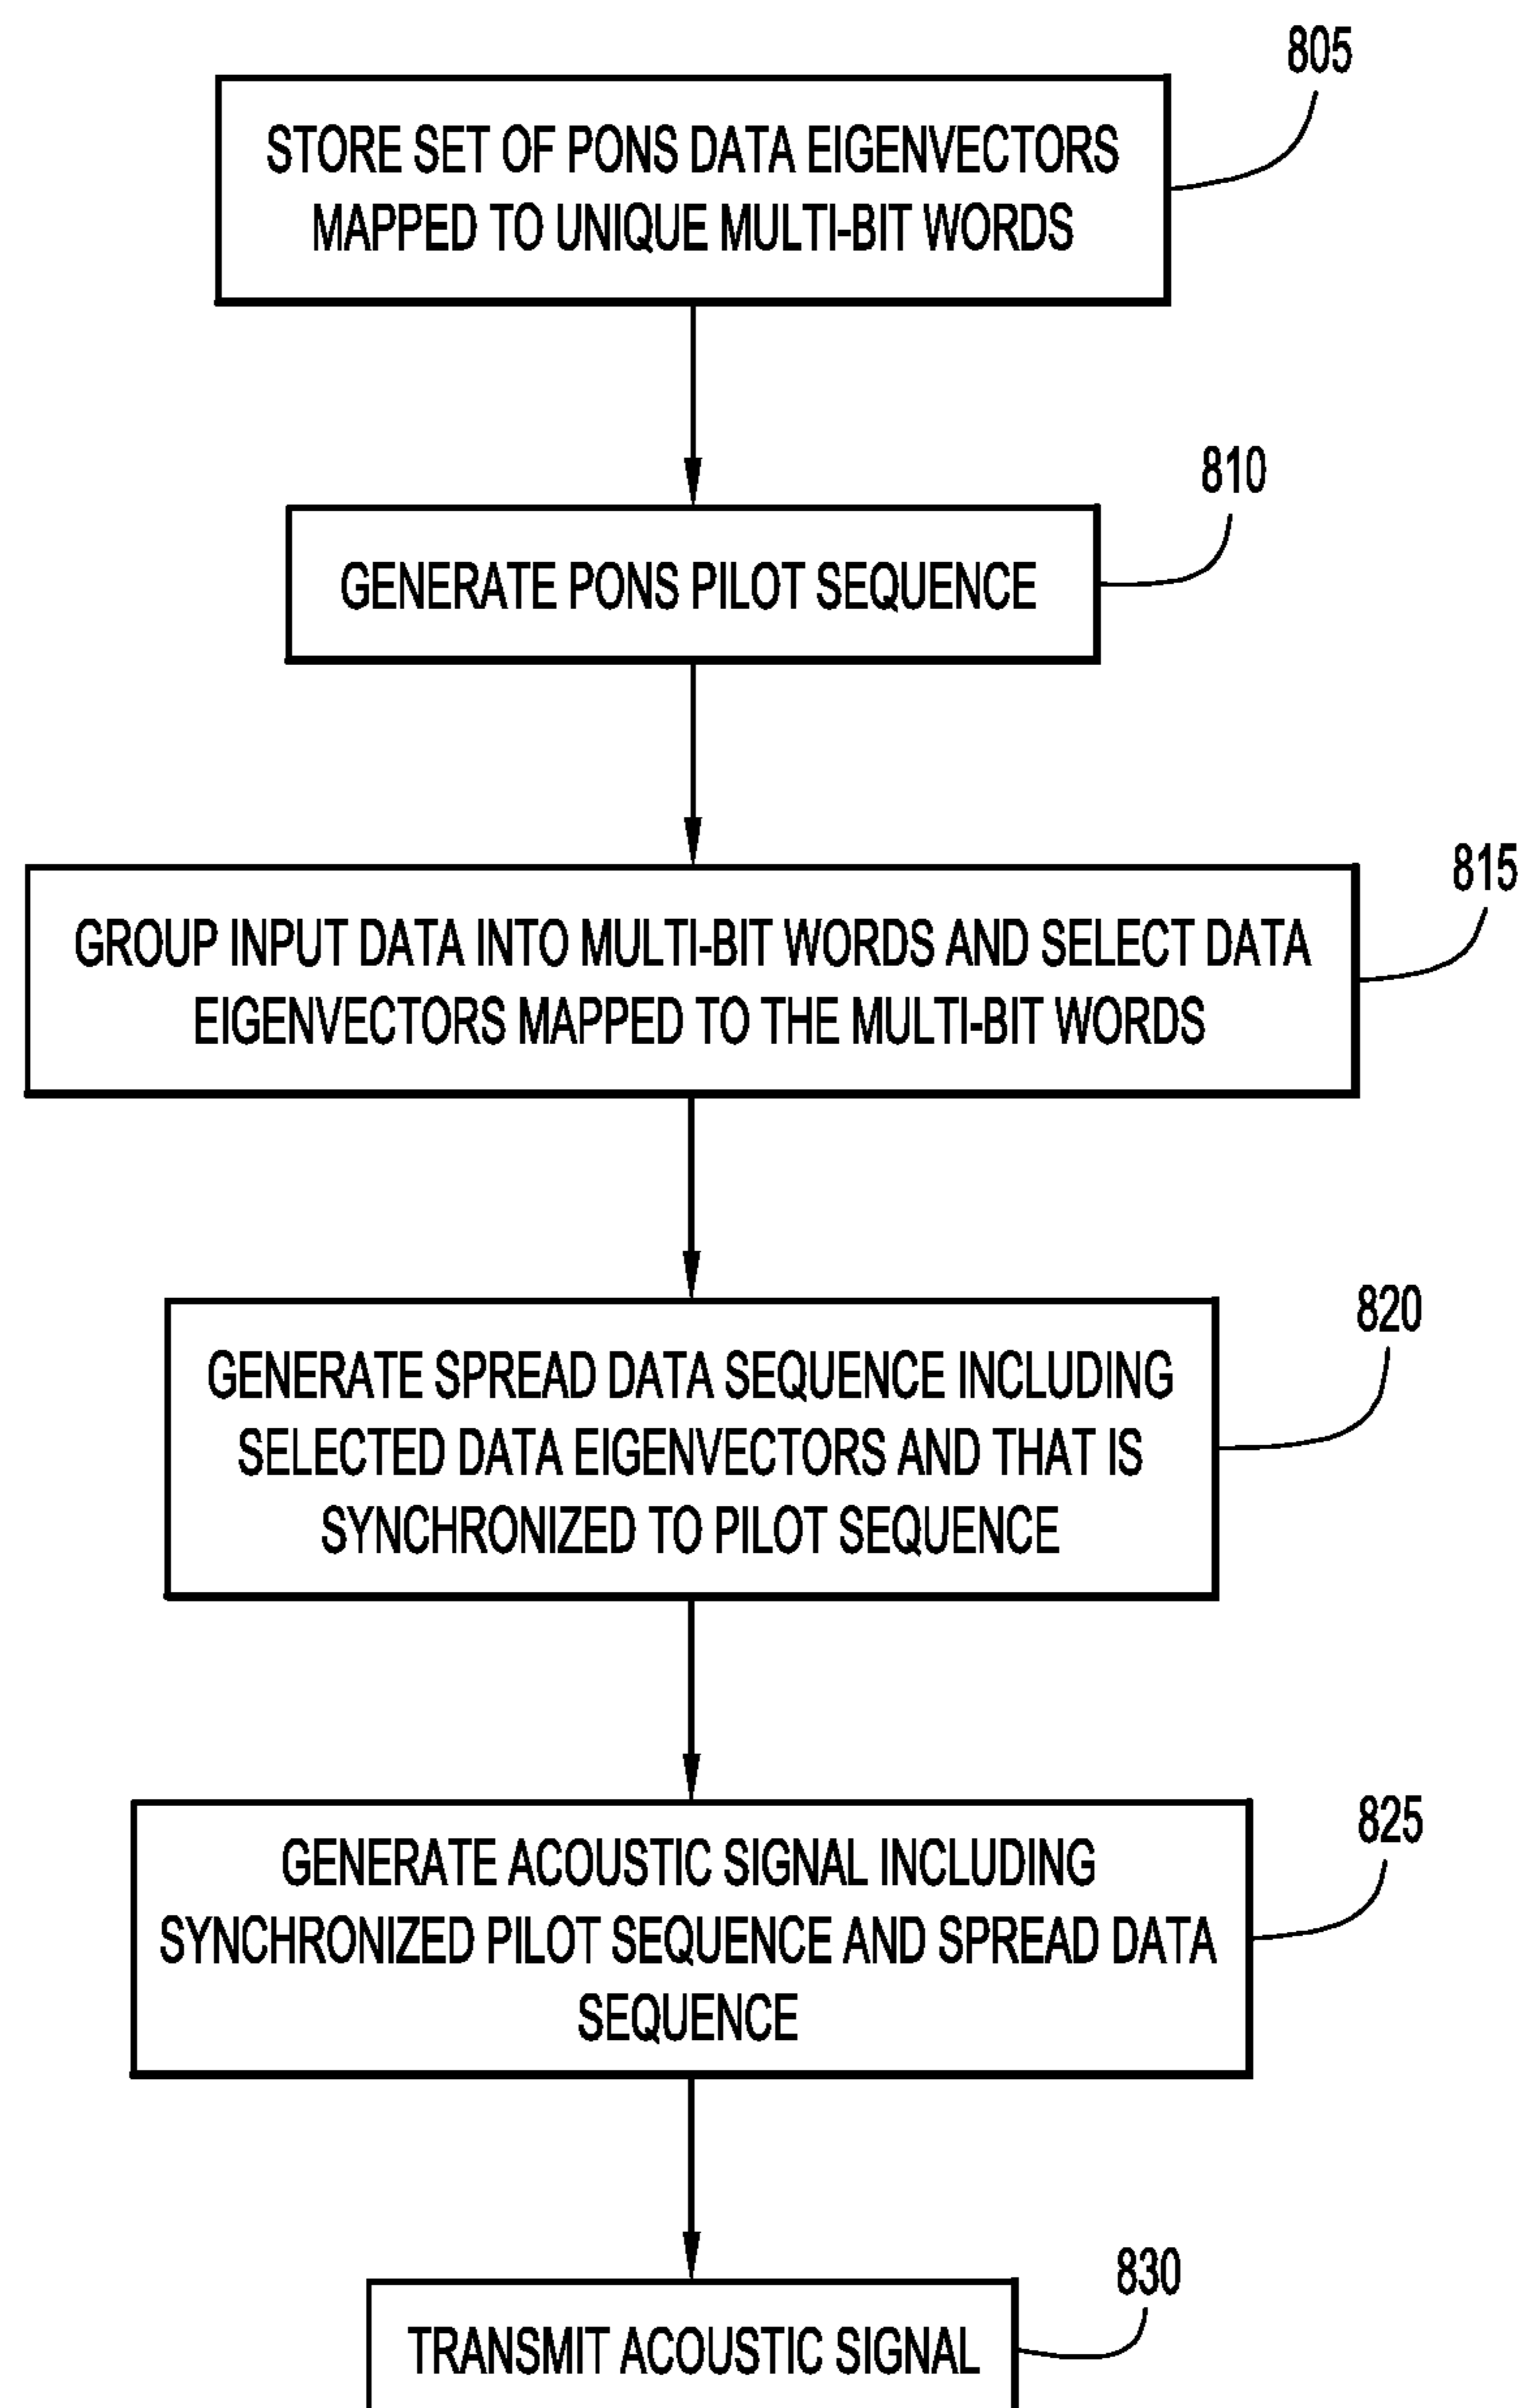 805
STORE SET OF PONS DATA EIGENVECTORS
MAPPED TO UNIQUE MULTI-BIT WORDS
810
GENERATE PONS PILOT SEQUENCE
815
GROUP INPUT DATA INTO MULTI-BIT WORDS AND SELECT DATA
EIGENVECTORS MAPPED TO THE MULTI-BIT WORDS
820
GENERATE SPREAD DATA SEQUENCE INCLUDING
SELECTED DATA EIGENVECTORS AND THAT IS
SYNCHRONIZED TO PILOT SEQUENCE
825
GENERATE ACOUSTIC SIGNAL INCLUDING
SYNCHRONIZED PILOT SEQUENCE AND SPREAD DATA
SEQUENCE
830
TRANSMIT ACOUSTIC SIGNAL